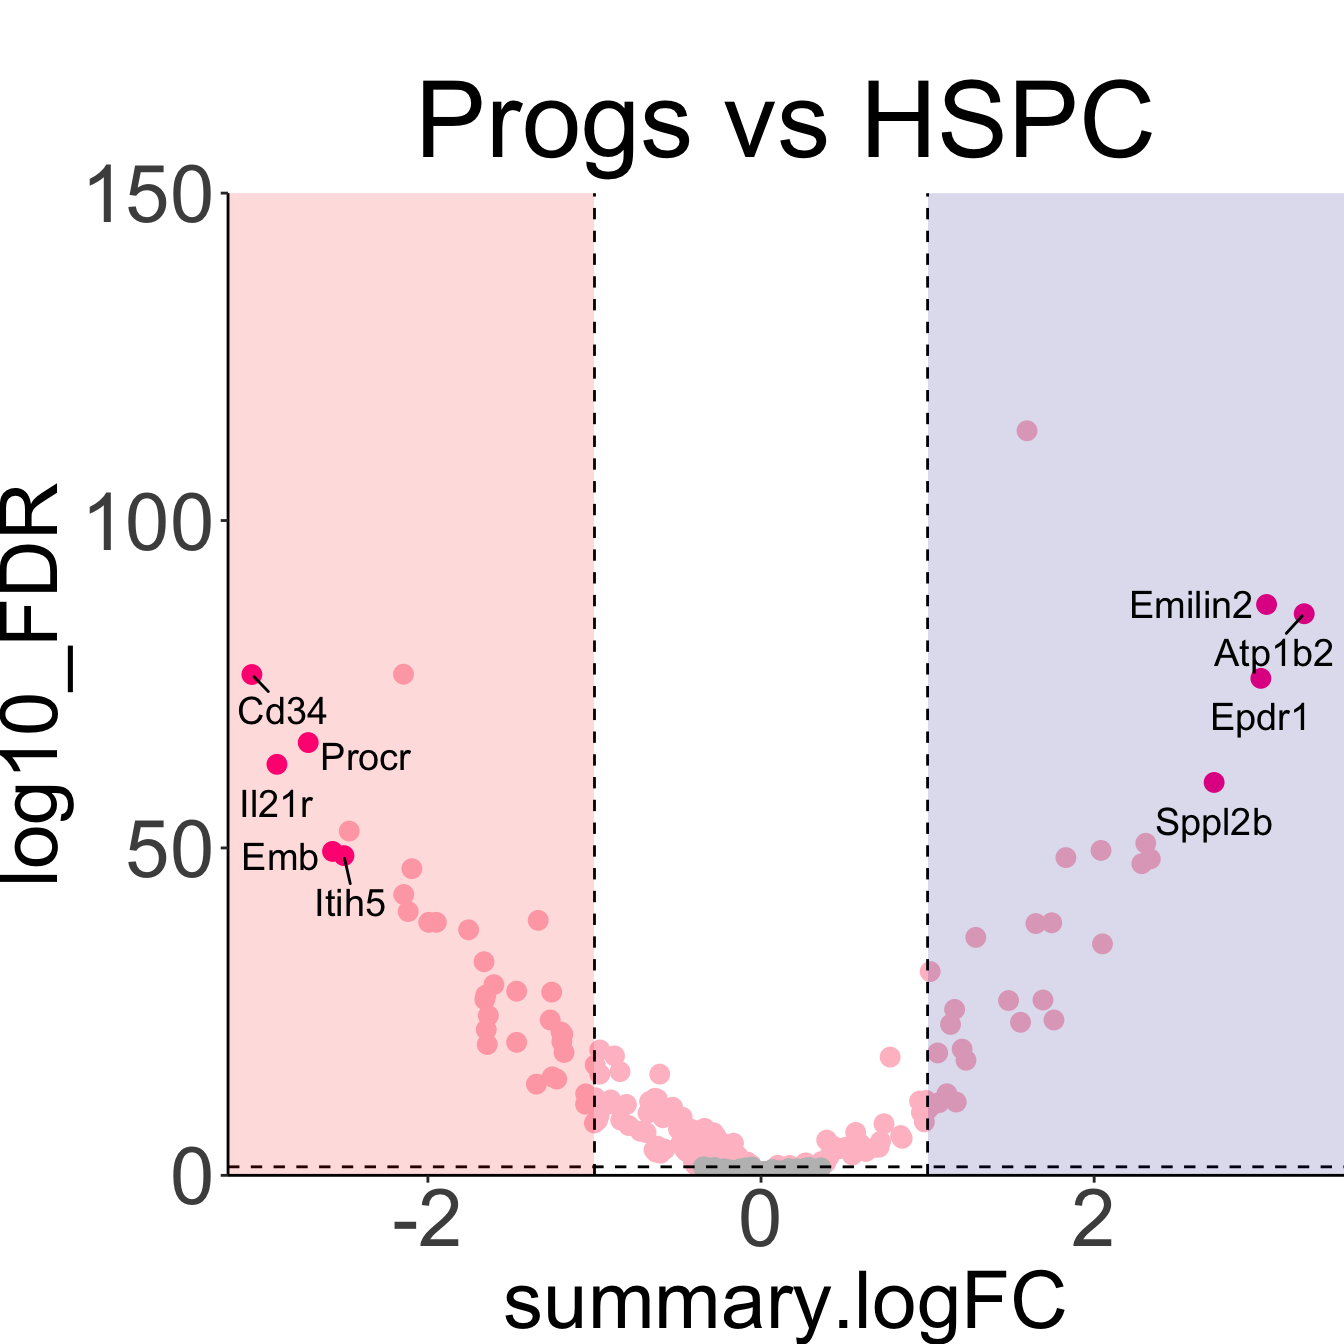 Progs vs HSPC
150
100
50
0
log10_FDR
Emilin2
Atp1b2
Epdr1
Sppl2b
Cd34
Procr
Il21r
Emb
Itih5
-2
0
2
summary.logFC